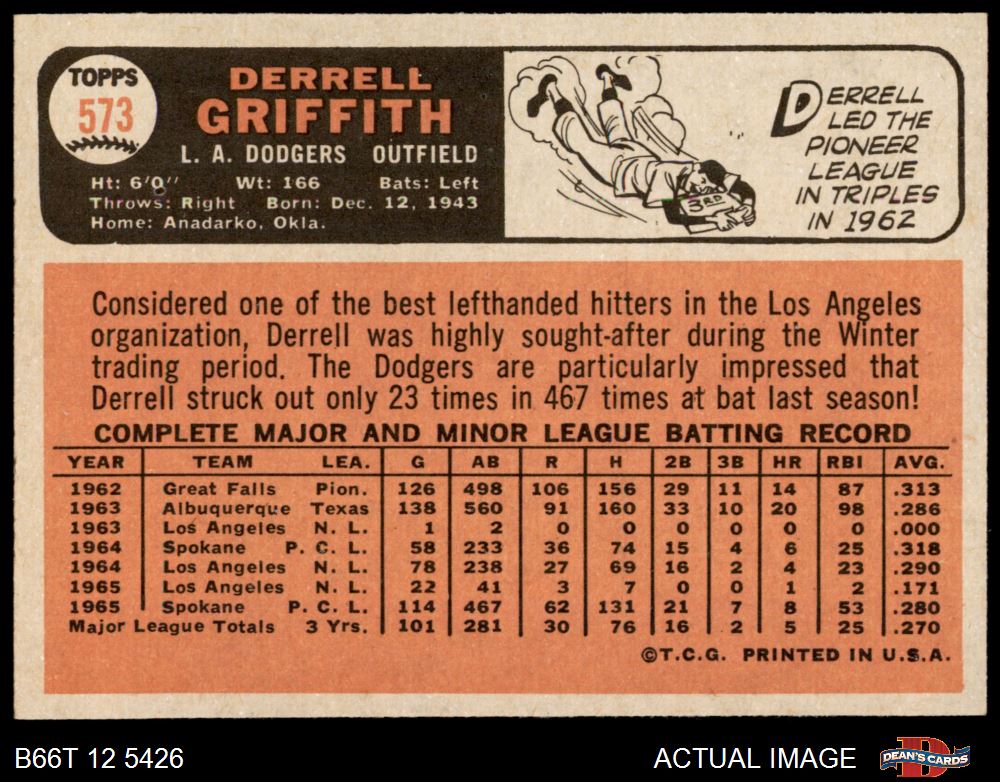 TOPPS
573
DERRELL
GRIFFITH
L. A. DODGERS OUTFIELD
Ht: 6'0" Wt: 166 Bats: Left
Throws: Right Born: Dec. 12, 1943
Home: Anadarko, Okla.
3RD
DERRELL
LED THE
PIONEER
LEAGUE
IN TRIPLES
IN 1962
Considered one of the best lefthanded hitters in the Los Angeles
organization, Derrell was highly sought-after during the Winter
trading period. The Dodgers are particularly impressed that
Derrell struck out only 23 times in 467 times at bat last season!
COMPLETE MAJOR AND MINOR LEAGUE BATTING RECORD
YEAR TEAM LEA. G AB R H 2B 3B HR RBI AVG.
1962 Great Falls Pion. 126 498 106 156 29 11 14 87 .313
1963 Albuquerque Texas 138 560 91 160 33 10 20 98 .286
1963 Los Angeles N. L. 1 2 0 0 0 0 0 0 .000
1964 Spokane P. C. L. 58 233 36 74 15 4 6 25 .318
1964 Los Angeles N. L. 78 238 27 69 16 2 4 23 .290
1965 Los Angeles N. L. 22 41 3 7 0 0 1 2 .171
1965 Spokane P. C. L. 114 467 62 131 21 7 8 53 .280
Major League Totals 3 Yrs. 101 281 30 76 16 2 5 25 .270
©T.C.G. PRINTED IN U.S.A.
B66T 12 5426
ACTUAL IMAGE
DEAN'S CARDS